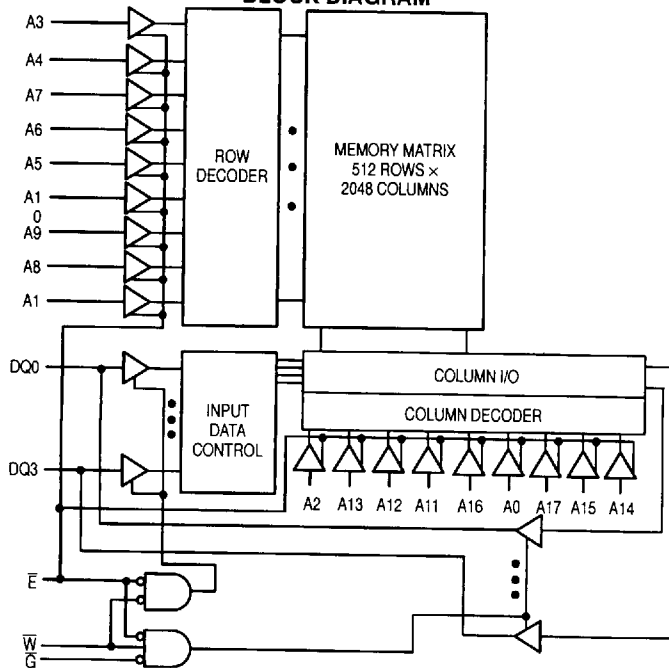 BLOCK DIAGRAM
A3
A4
A7
A6
A5
A1
0
A9
A8
A1
ROW
DECODER
MEMORY MATRIX
512 ROWS ×
2048 COLUMNS
DQ0
DQ3
INPUT
DATA
CONTROL
COLUMN I/O
COLUMN DECODER
A2 A13 A12 A11 A16 A0 A17 A15 A14
E̅
W̅
G̅